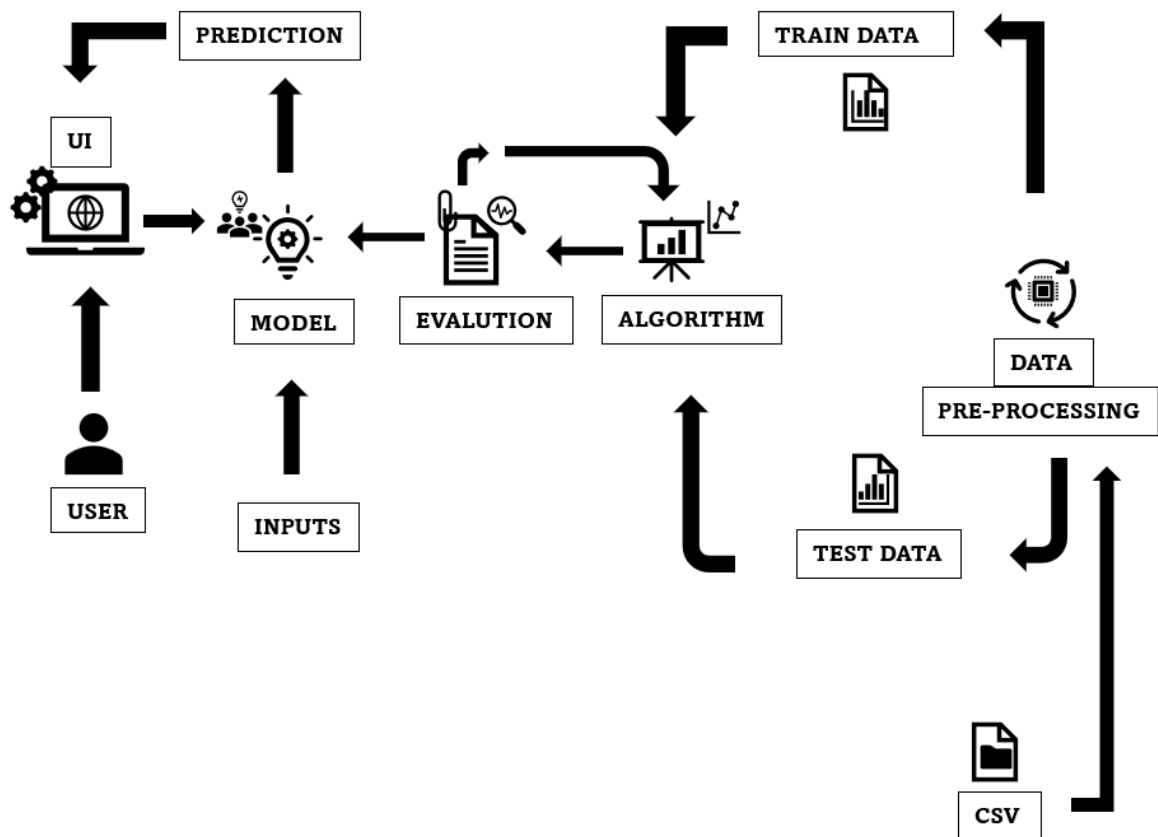 PREDICTION
TRAIN DATA
UI
MODEL
EVALUTION
ALGORITHM
DATA
PRE-PROCESSING
USER
INPUTS
TEST DATA
CSV